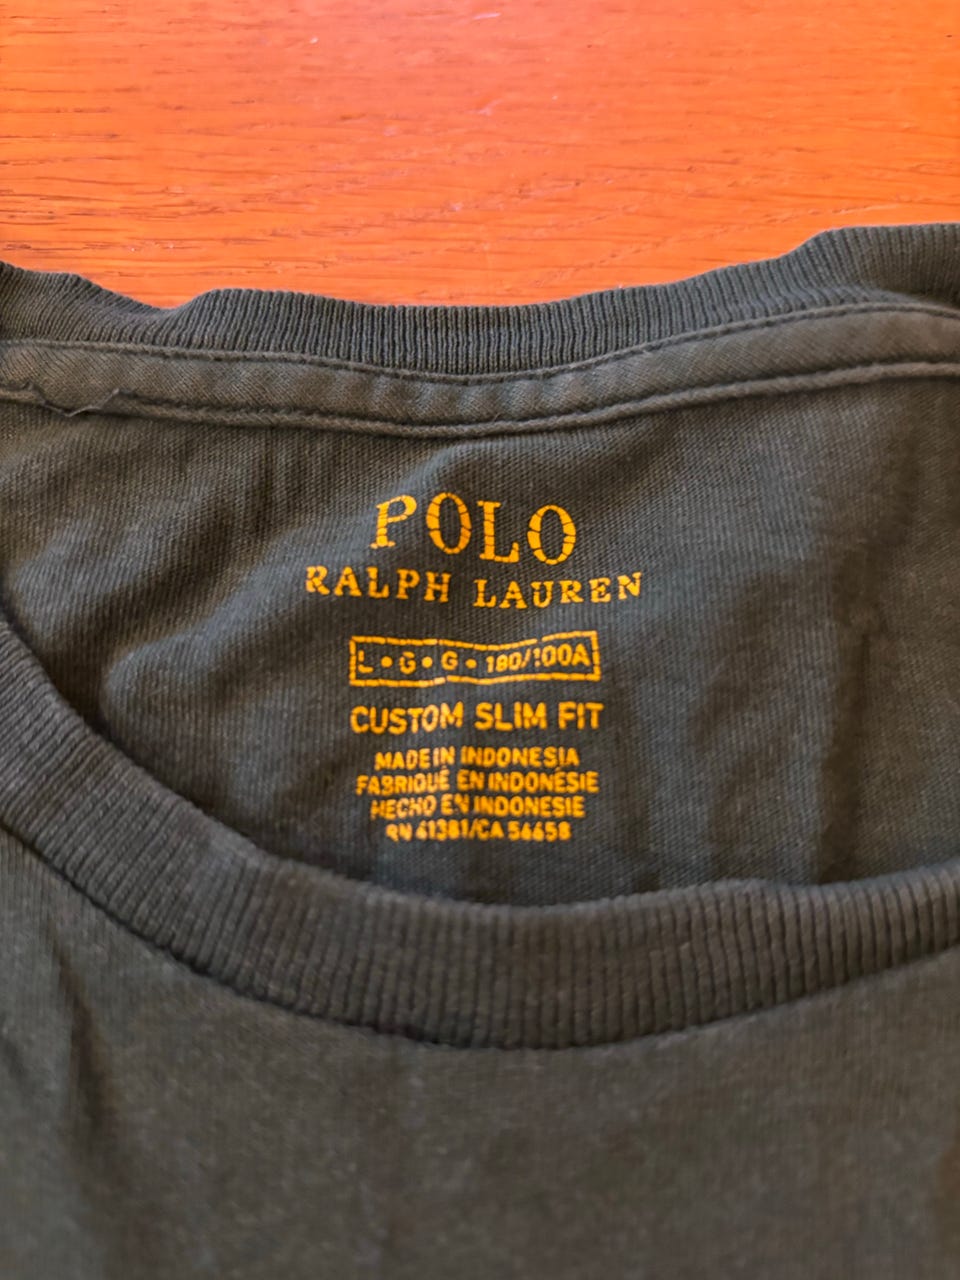 POLO
RALPH LAUREN
L • G • G • 180/100A
CUSTOM SLIM FIT
MADE IN INDONESIA
FABRIQUÉ EN INDONÉSIE
HECHO EN INDONESIE
RN 41381/CA 54458